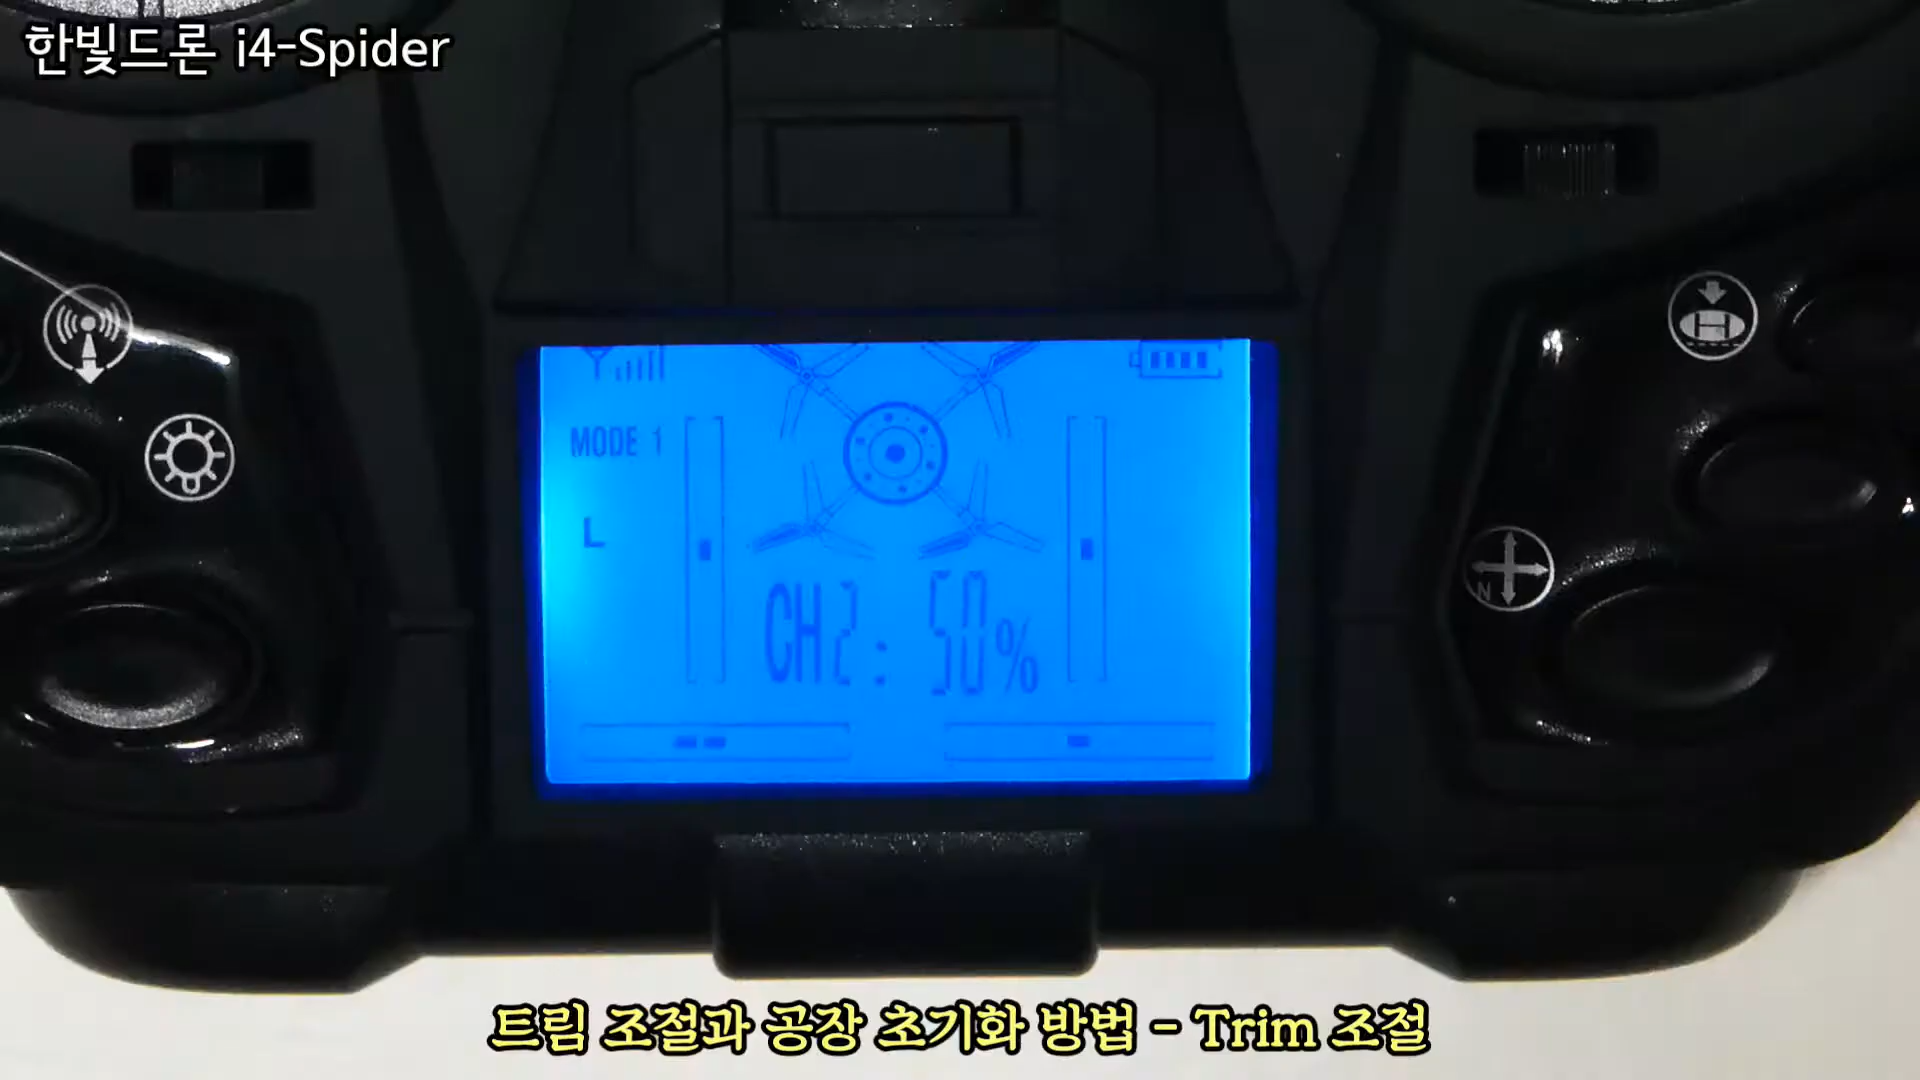 한빛드론 i4-Spider
MODE 1
L
CH2: 50%
N
H
트림 조절과 공장 초기화 방법 - Trim 조절